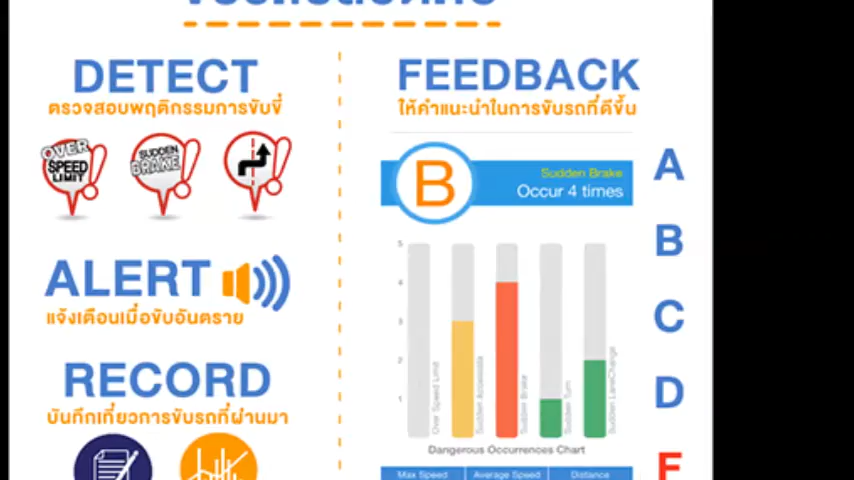 DETECT
ตรวจสอบพฤติกรรมการขับขี่
OVER
SPEED
LIMIT
SUDDEN
BRAKE
ALERT
แจ้งเตือนเมื่อขับอันตราย
RECORD
บันทึกเที่ยวการขับรถที่ผ่านมา
FEEDBACK
ให้คำแนะนำในการขับรถที่ดีขึ้น
B
Sudden Brake
Occur 4 times
5
4
3
2
1
Over Speed Limit
Sudden Brake
Sudden Turn
Sudden LaneChange
Dangerous Occurrences Chart
Max Speed
Average Speed
Distance
A
B
C
D
F